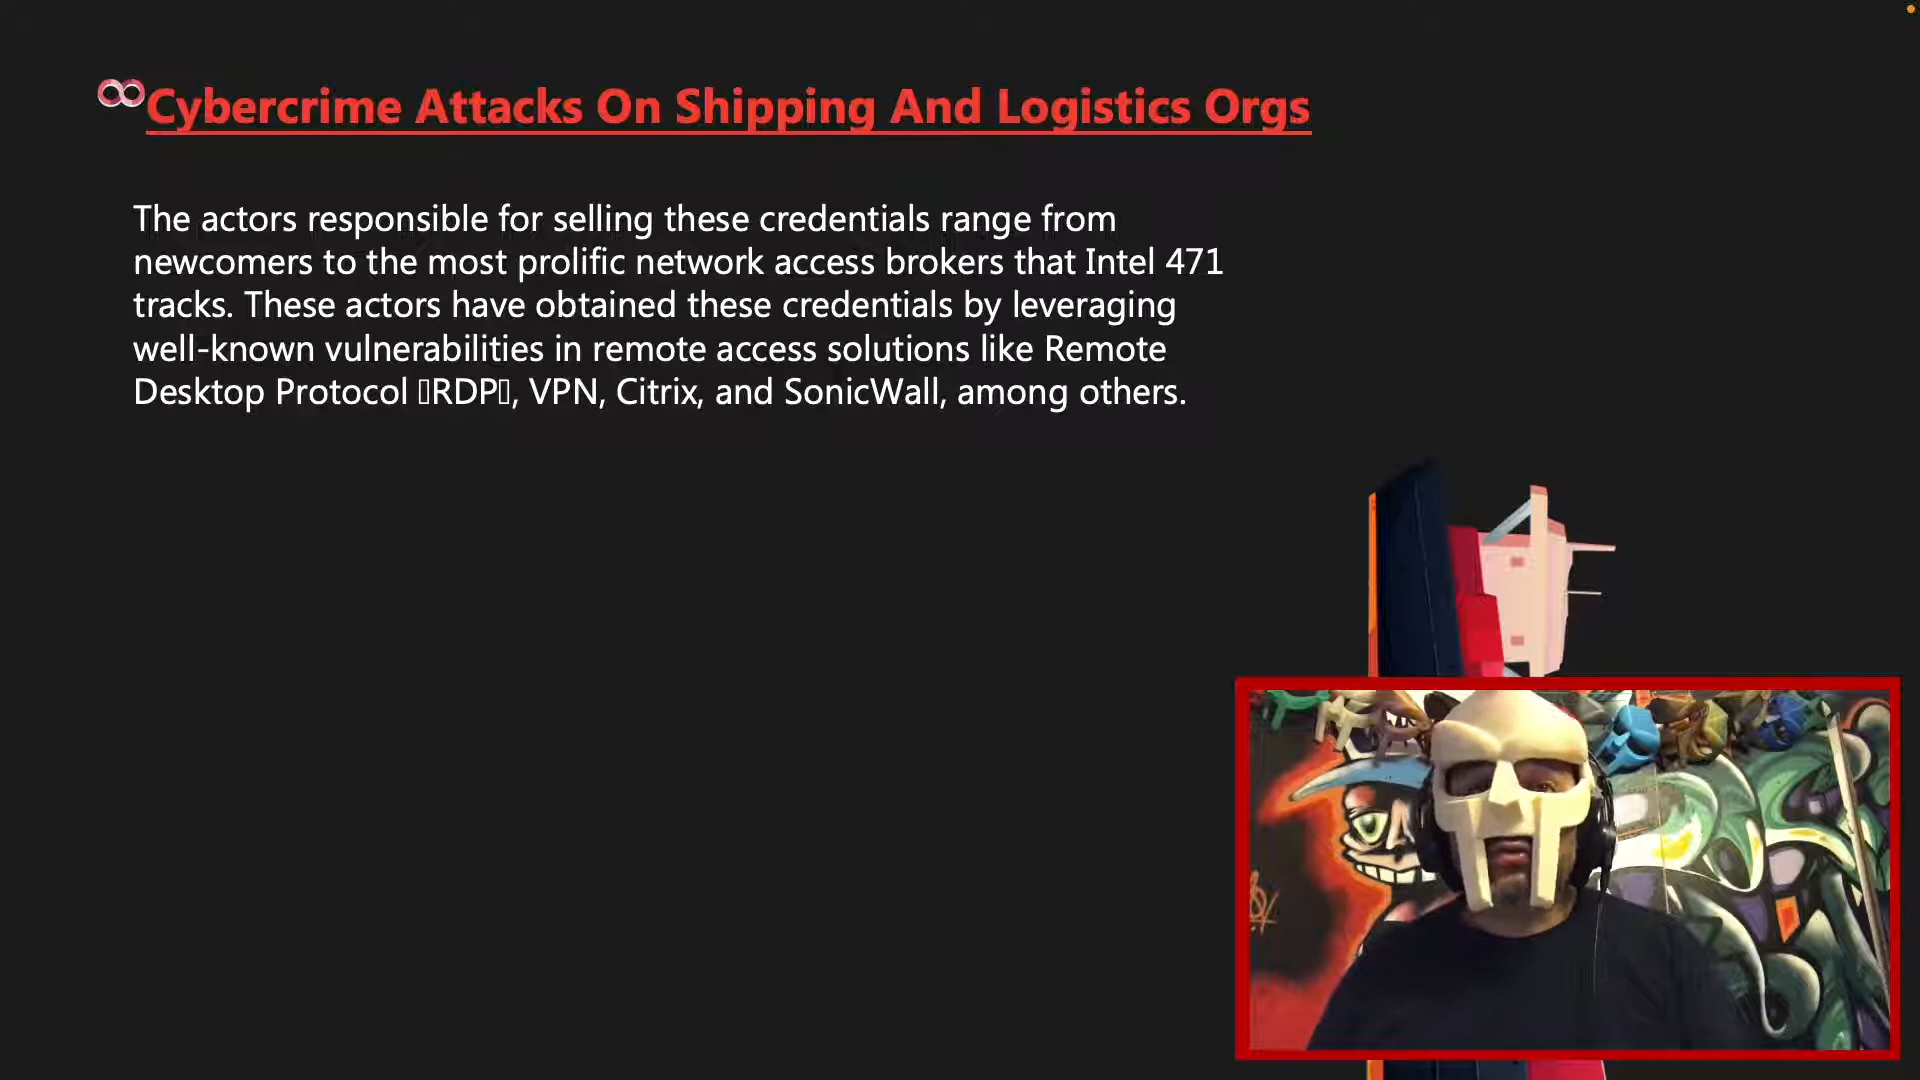 Cybercrime Attacks On Shipping And Logistics Orgs
The actors responsible for selling these credentials range from
newcomers to the most prolific network access brokers that Intel 471
tracks. These actors have obtained these credentials by leveraging
well-known vulnerabilities in remote access solutions like Remote
Desktop Protocol ▯RDP▯, VPN, Citrix, and SonicWall, among others.